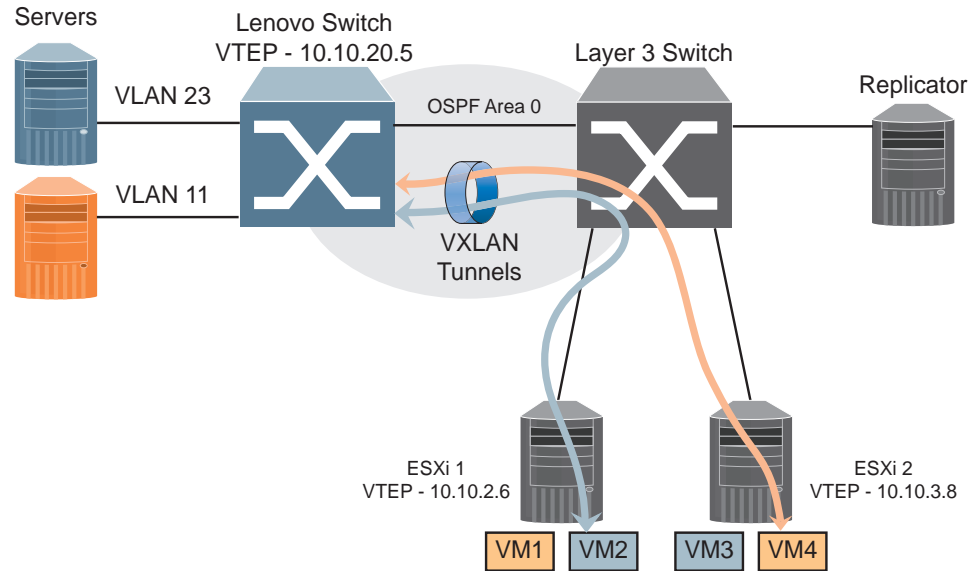 Servers
Lenovo Switch
VTEP - 10.10.20.5
Layer 3 Switch
Replicator
VLAN 23
OSPF Area 0
VLAN 11
VXLAN
Tunnels
ESXi 1
VTEP - 10.10.2.6
ESXi 2
VTEP - 10.10.3.8
VM1
VM2
VM3
VM4